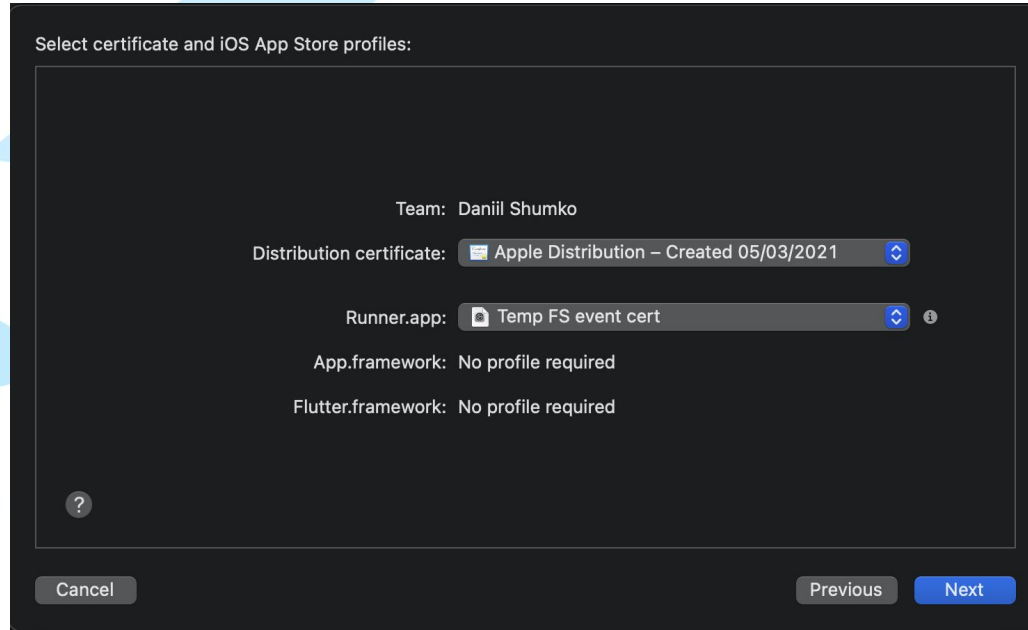 Select certificate and iOS App Store profiles:
Team: Daniil Shumko
Distribution certificate: Apple Distribution – Created 05/03/2021
Runner.app: Temp FS event cert
App.framework: No profile required
Flutter.framework: No profile required
?
Cancel Previous Next